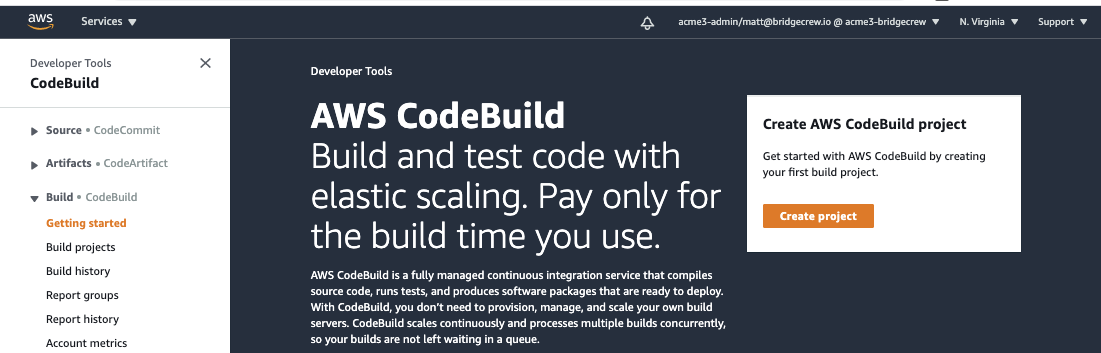 aws
Services
acme3-admin/matt@bridgecrew.io @ acme3-bridgecrew
N. Virginia
Support
Developer Tools
CodeBuild
Source • CodeCommit
Artifacts • CodeArtifact
Build • CodeBuild
Getting started
Build projects
Build history
Report groups
Report history
Account metrics
Developer Tools
AWS CodeBuild
Build and test code with
elastic scaling. Pay only for
the build time you use.
AWS CodeBuild is a fully managed continuous integration service that compiles
source code, runs tests, and produces software packages that are ready to deploy.
With CodeBuild, you don’t need to provision, manage, and scale your own build
servers. CodeBuild scales continuously and processes multiple builds concurrently,
so your builds are not left waiting in a queue.
Create AWS CodeBuild project
Get started with AWS CodeBuild by creating
your first build project.
Create project